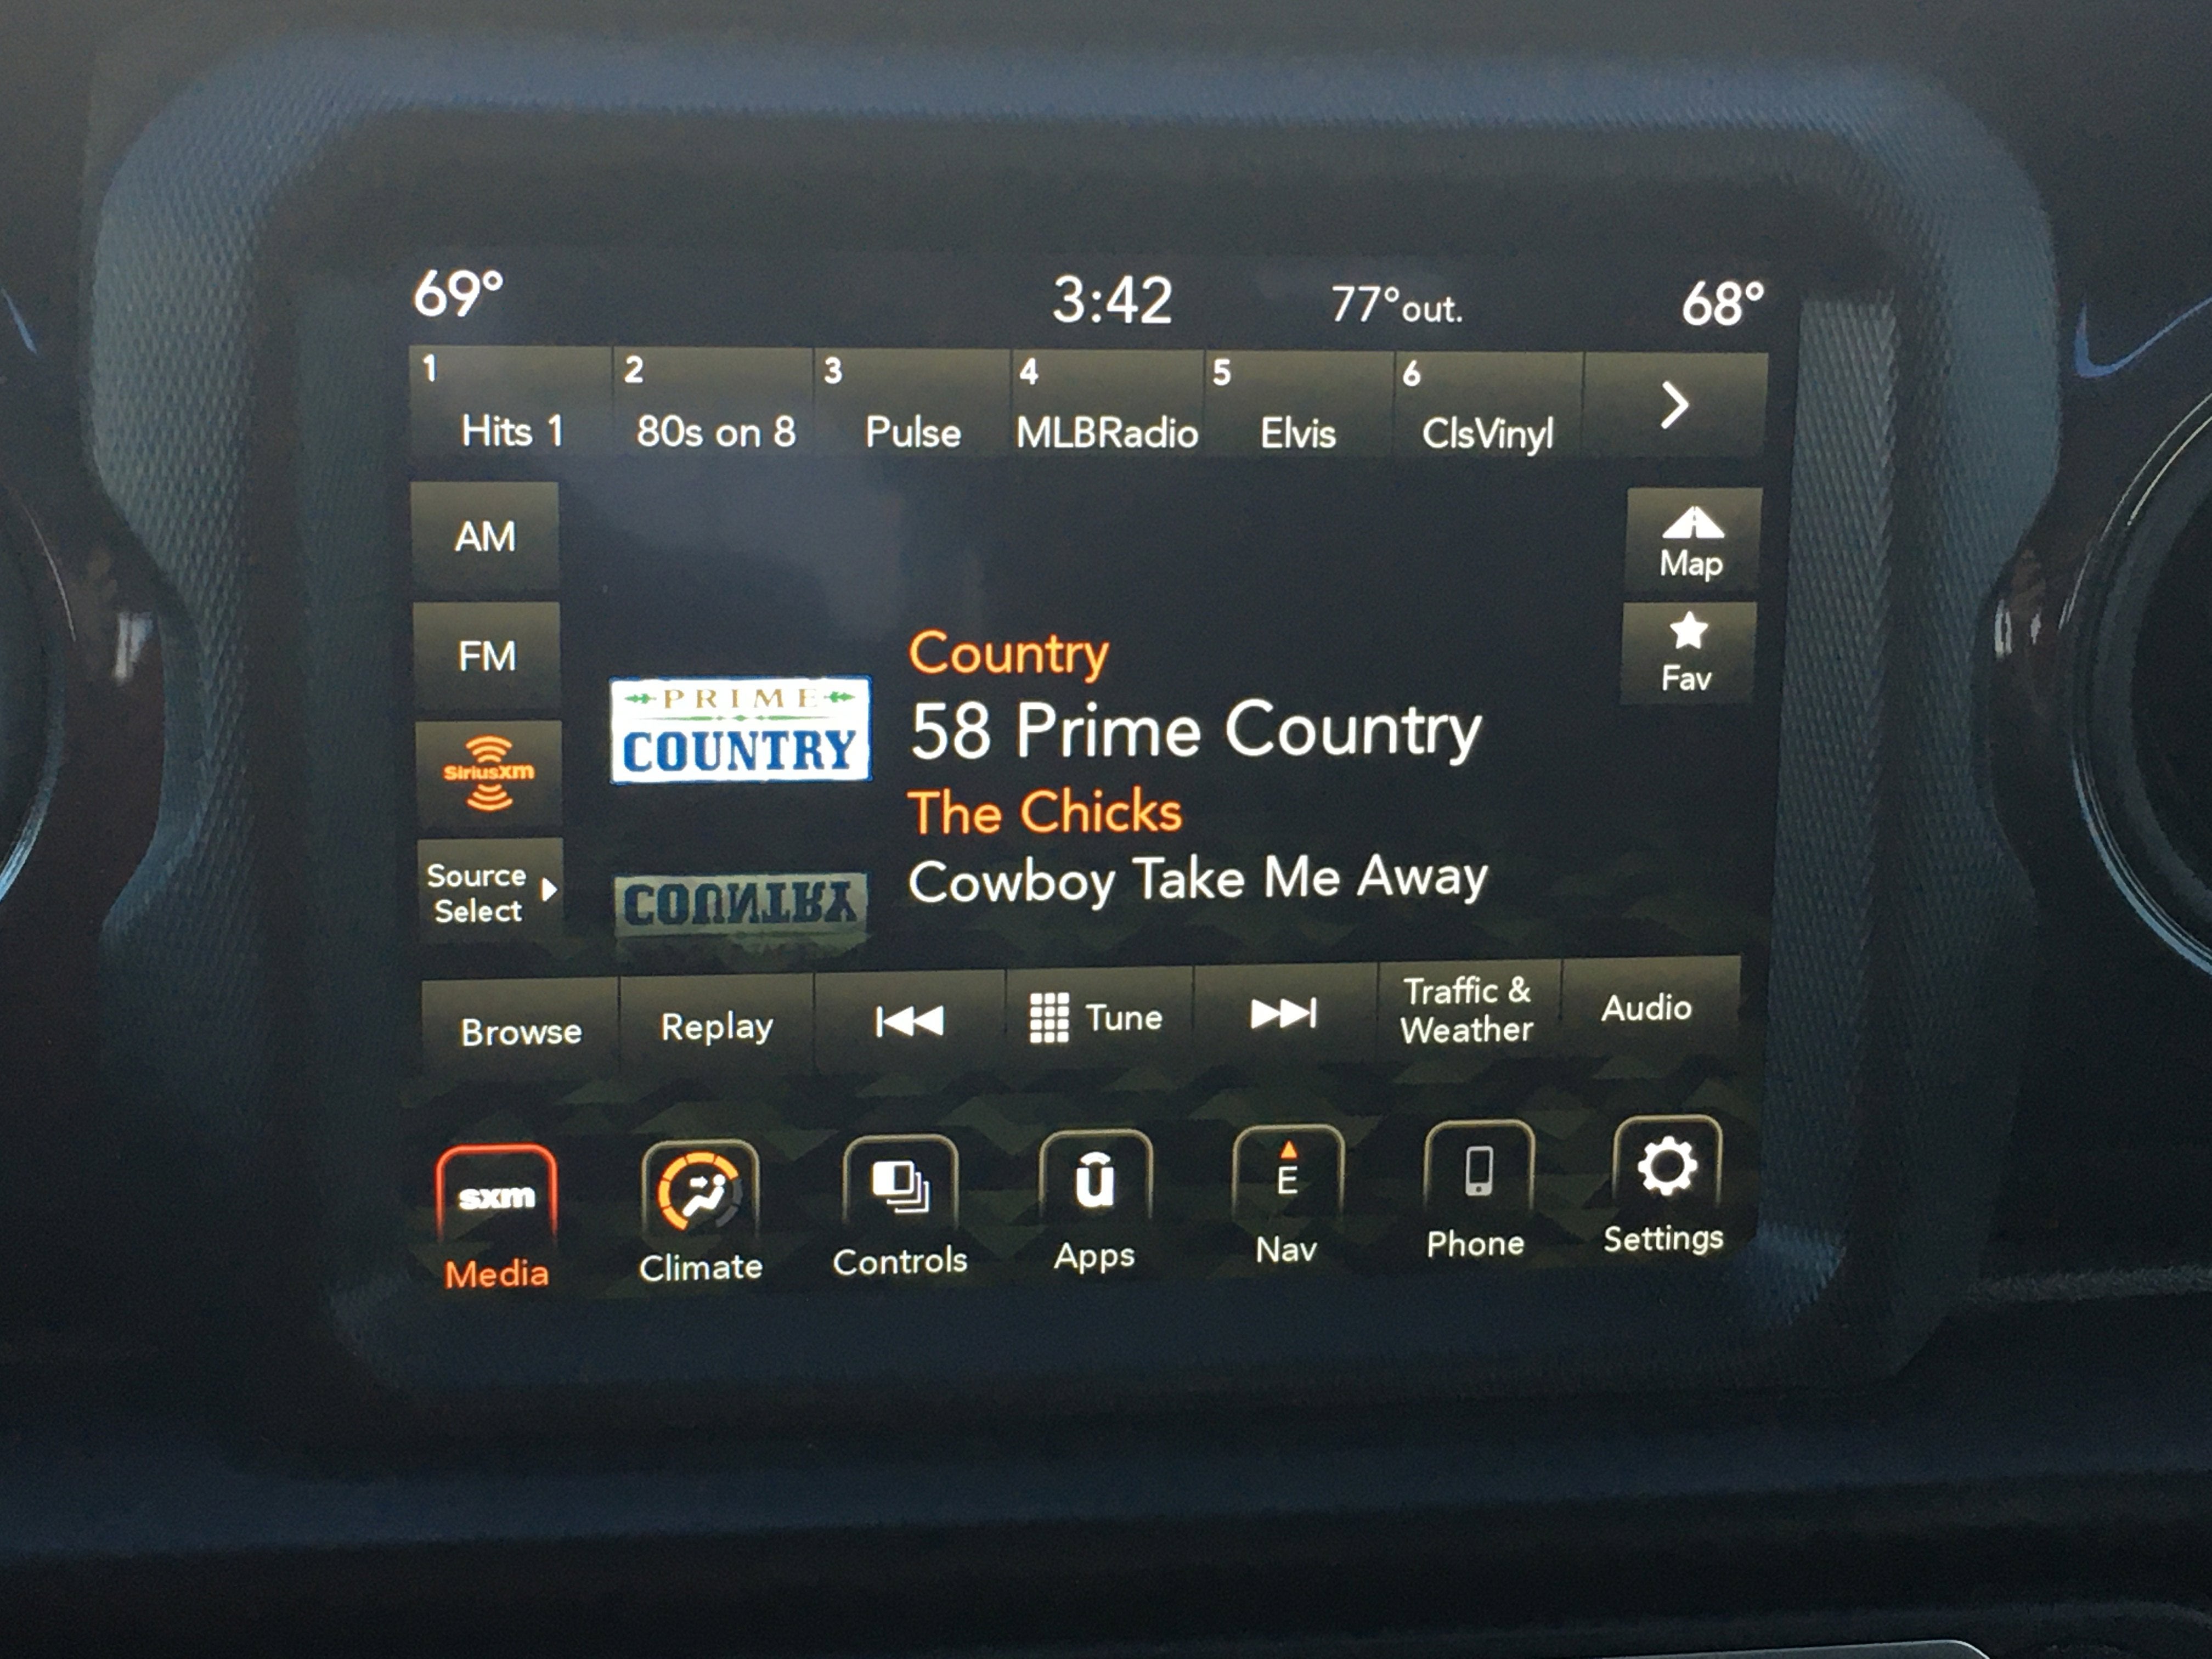 69° 3:42 77°out. 68°
1 2 3 4 5 6
Hits 1 80s on 8 Pulse MLBRadio Elvis ClsVinyl
AM
Map
FM
Fav
SiriusXM
Source
Select
PRIME
COUNTRY
COUNTRY
Country
58 Prime Country
The Chicks
Cowboy Take Me Away
Browse Replay Tune Traffic & Audio
Weather
sxm E
Media Climate Controls Apps Nav Phone Settings